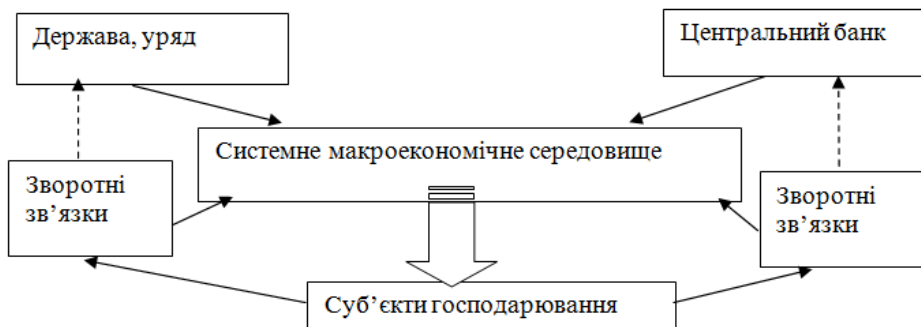 Держава, уряд
Центральний банк
Системне макроекономічне середовище
Зворотні
зв’язки
Зворотні
зв’язки
Суб’єкти господарювання